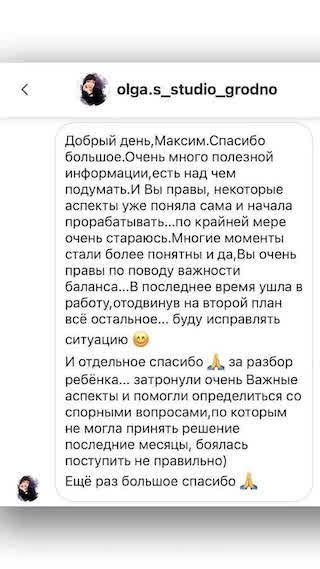 olga.s_studio_grodno
Добрый день,Максим.Спасибо
большое.Очень много полезной
информации,есть над чем
подумать.И Вы правы, некоторые
аспекты уже поняла сама и начала
прорабатывать...по крайней мере
очень стараюсь.Многие моменты
стали более понятны и да,Вы очень
правы по поводу важности
баланса...В последнее время ушла в
работу,отодвинув на второй план
всё остальное... буду исправлять
ситуацию 😊
И отдельное спасибо 🙏 за разбор
ребёнка... затронули очень Важные
аспекты и помогли определиться со
спорными вопросами,по которым
не могла принять решение
последние месяцы, боялась
поступить не правильно)
Ещё раз большое спасибо 🙏